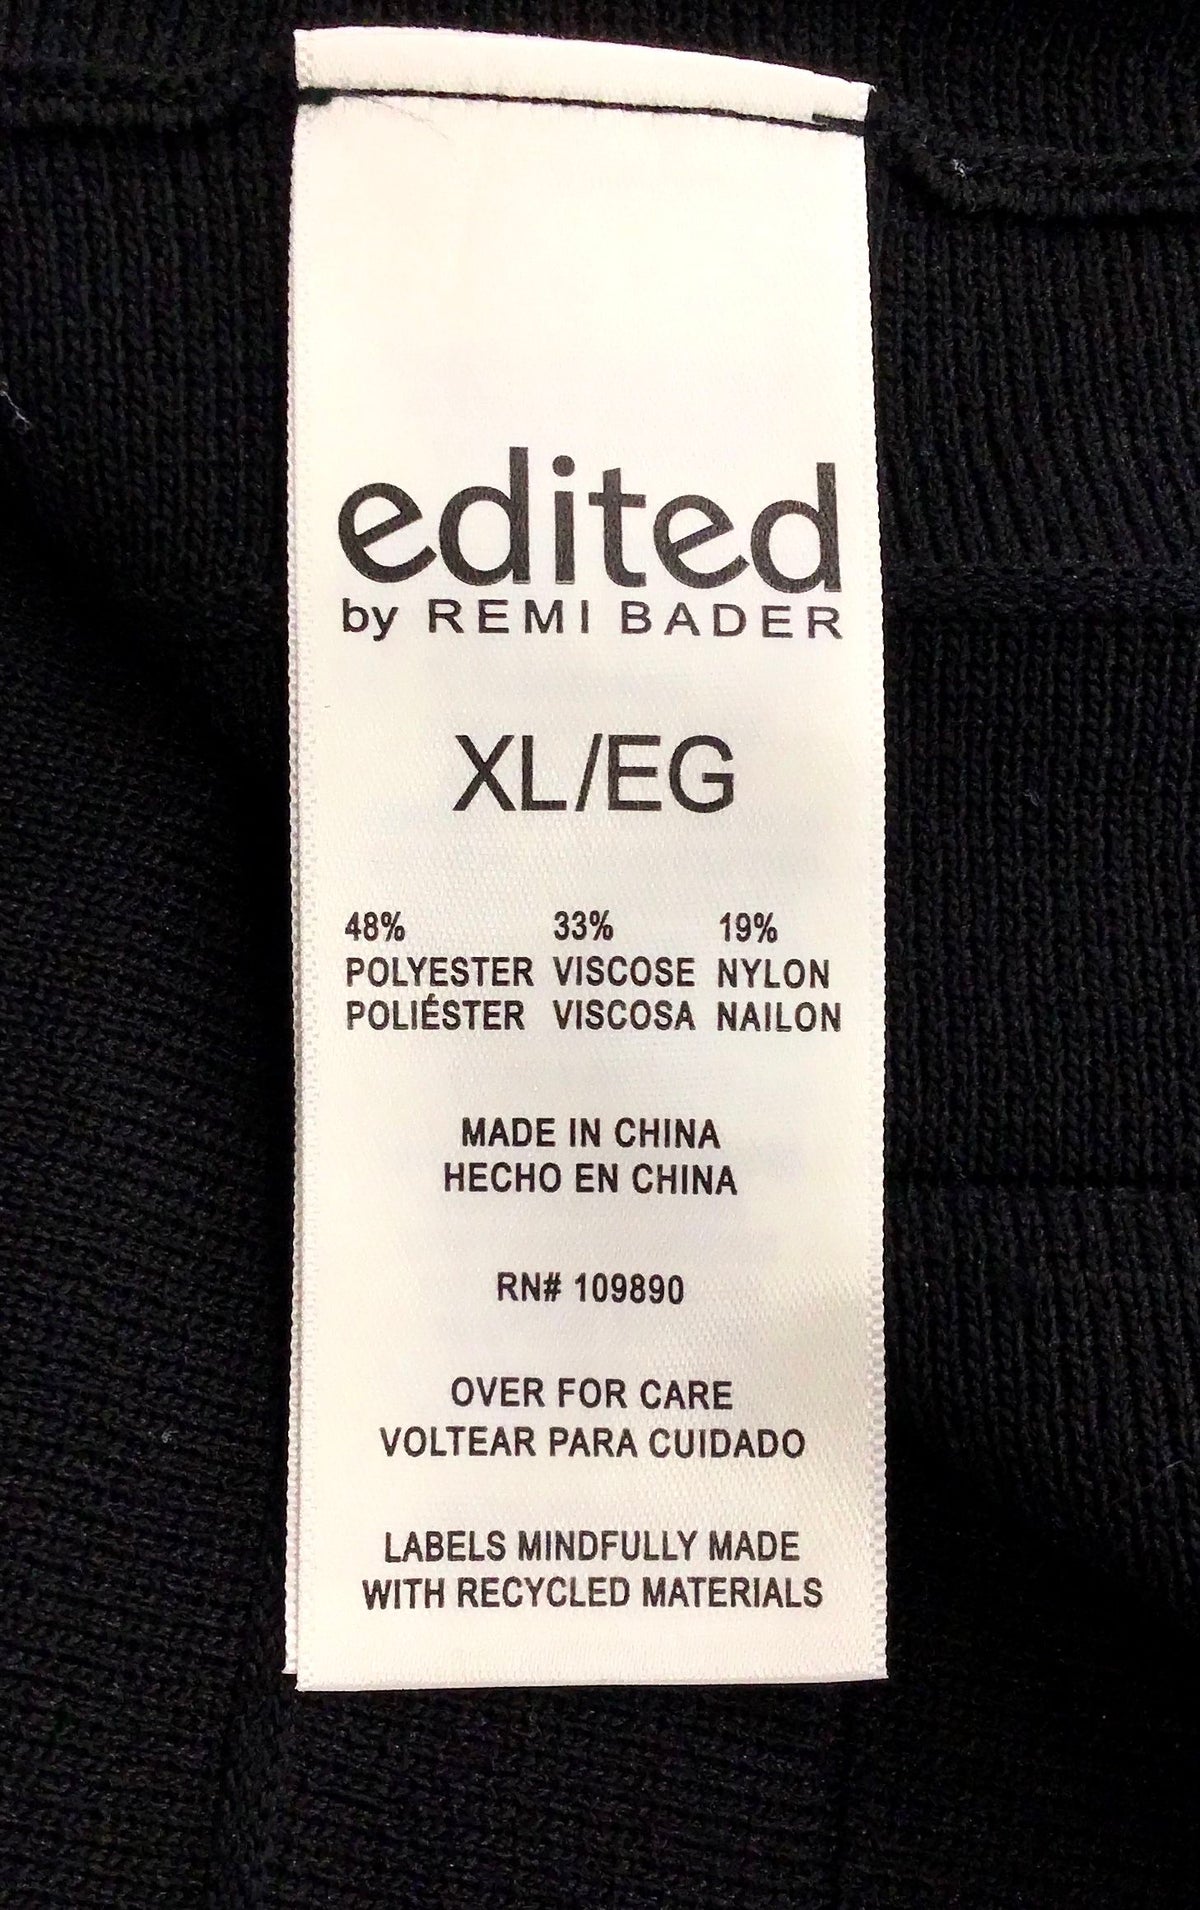 edited
by REMI BADER
XL/EG
48% 33% 19%
POLYESTER VISCOSE NYLON
POLIÉSTER VISCOSA NAILON
MADE IN CHINA
HECHO EN CHINA
RN# 109890
OVER FOR CARE
VOLTEAR PARA CUIDADO
LABELS MINDFULLY MADE
WITH RECYCLED MATERIALS